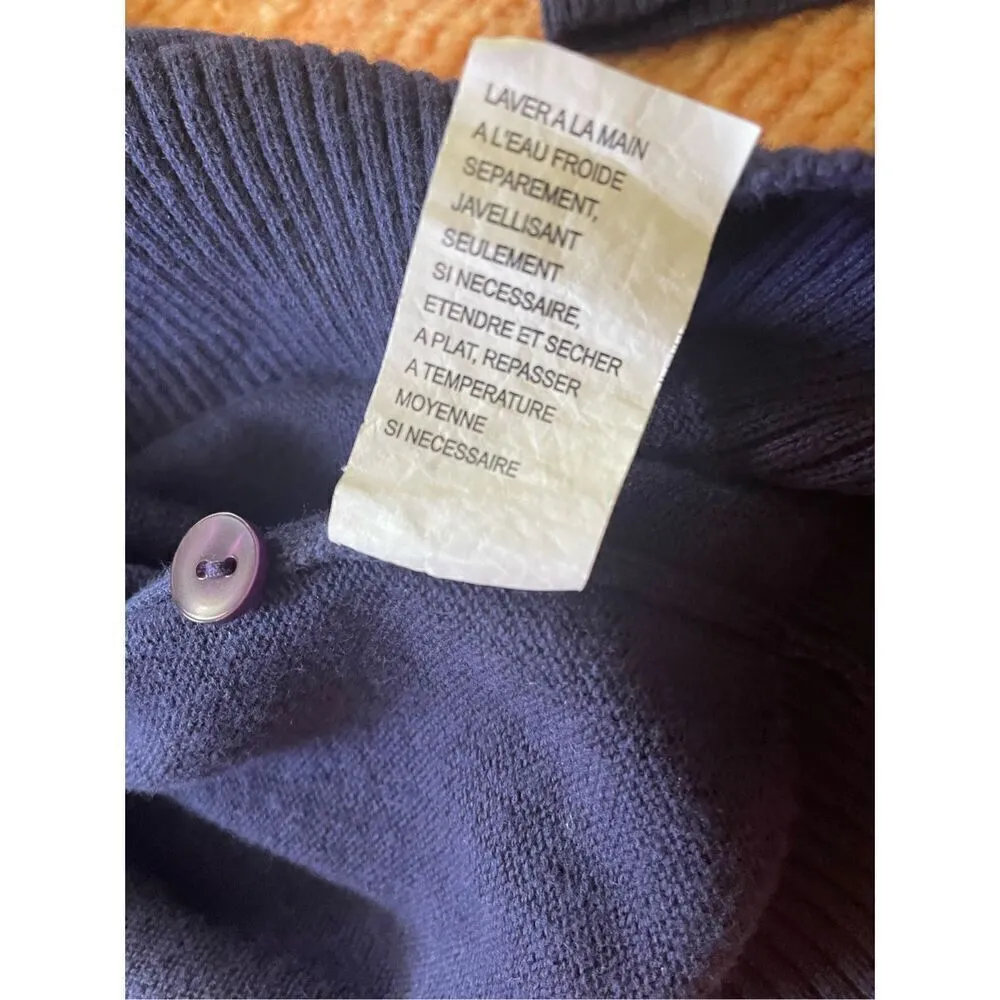 LAVER A LA MAIN
A L'EAU FROIDE
SEPAREMENT,
JAVELLISANT
SEULEMENT
SI NECESSAIRE,
ETENDRE ET SECHER
A PLAT, REPASSER
A TEMPERATURE
MOYENNE
SI NECESSAIRE